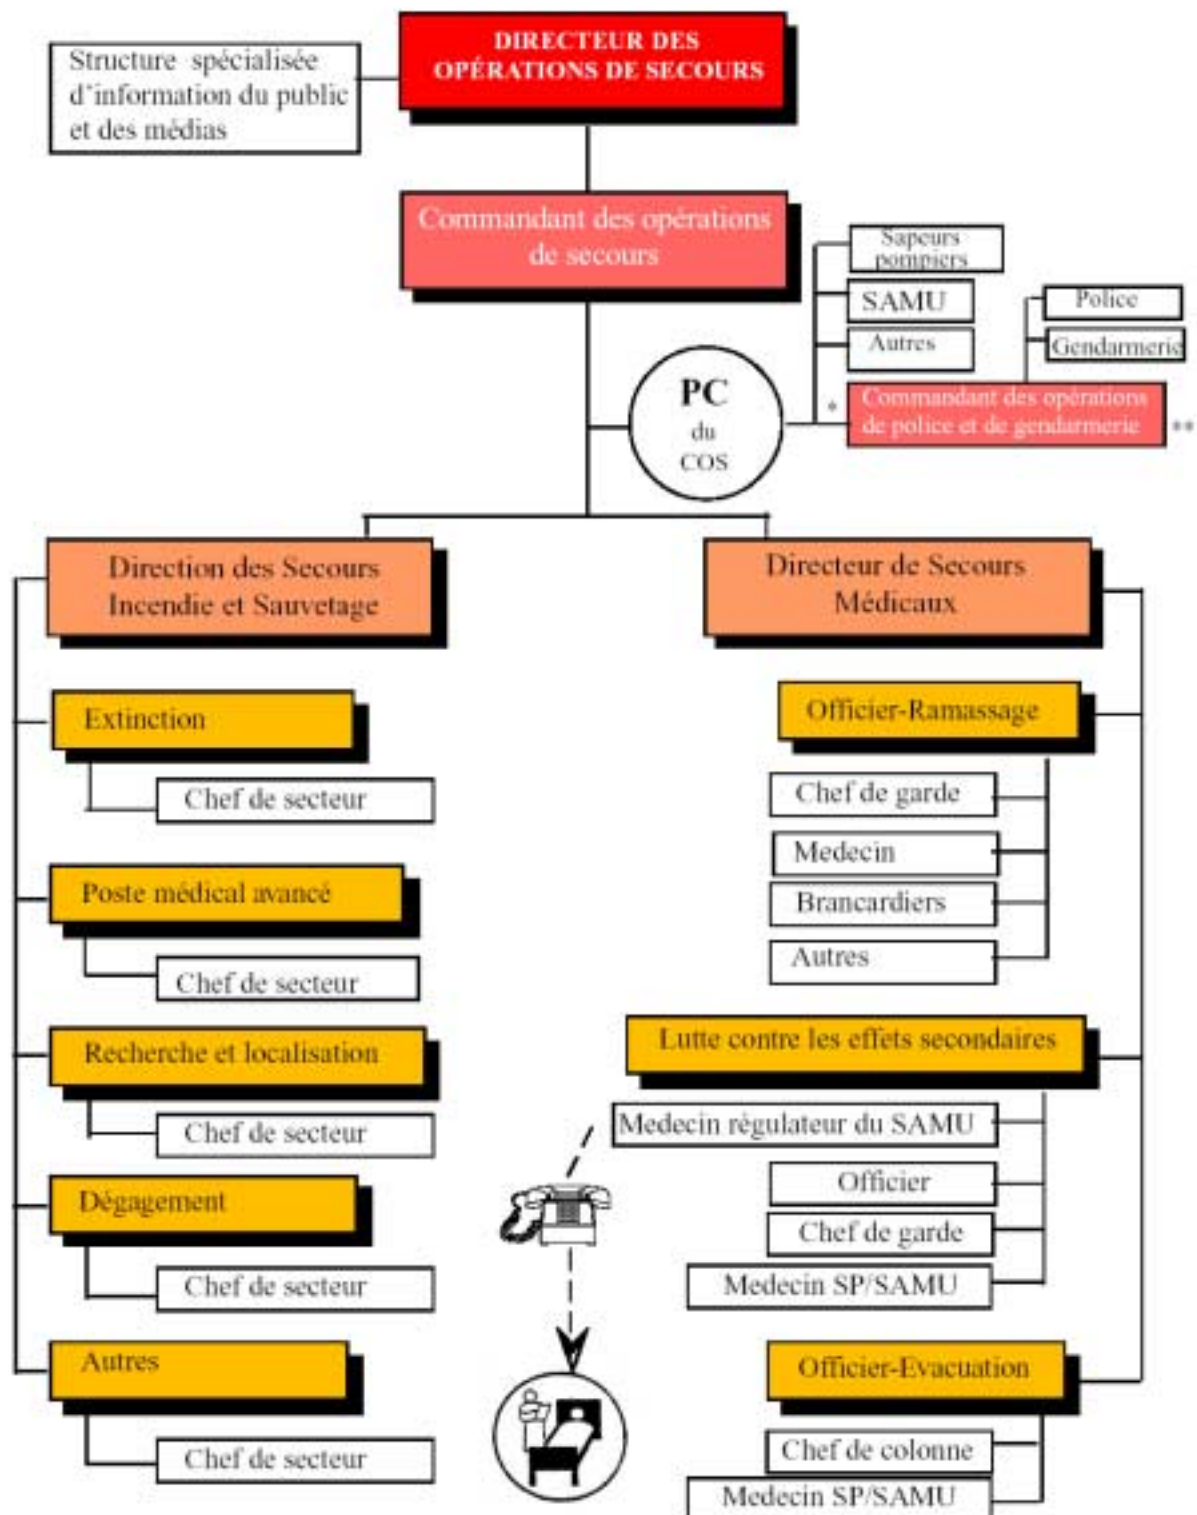 Structure spécialisée
d'information du public
et des médias
DIRECTEUR DES
OPÉRATIONS DE SECOURS
Commandant des opérations
de secours
Sapeurs
pompiers
SAMU
Autres
Police
Gendarmerie
PC
du
COS
*
Commandant des opérations
de police et de gendarmerie
**
Direction des Secours
Incendie et Sauvetage
Extinction
Chef de secteur
Poste médical avancé
Chef de secteur
Recherche et localisation
Chef de secteur
Dégagement
Chef de secteur
Autres
Chef de secteur
Directeur de Secours
Médicaux
Officier-Ramassage
Chef de garde
Medecin
Brancardiers
Autres
Lutte contre les effets secondaires
Medecin régulateur du SAMU
Officier
Chef de garde
Medecin SP/SAMU
Officier-Evacuation
Chef de colonne
Medecin SP/SAMU